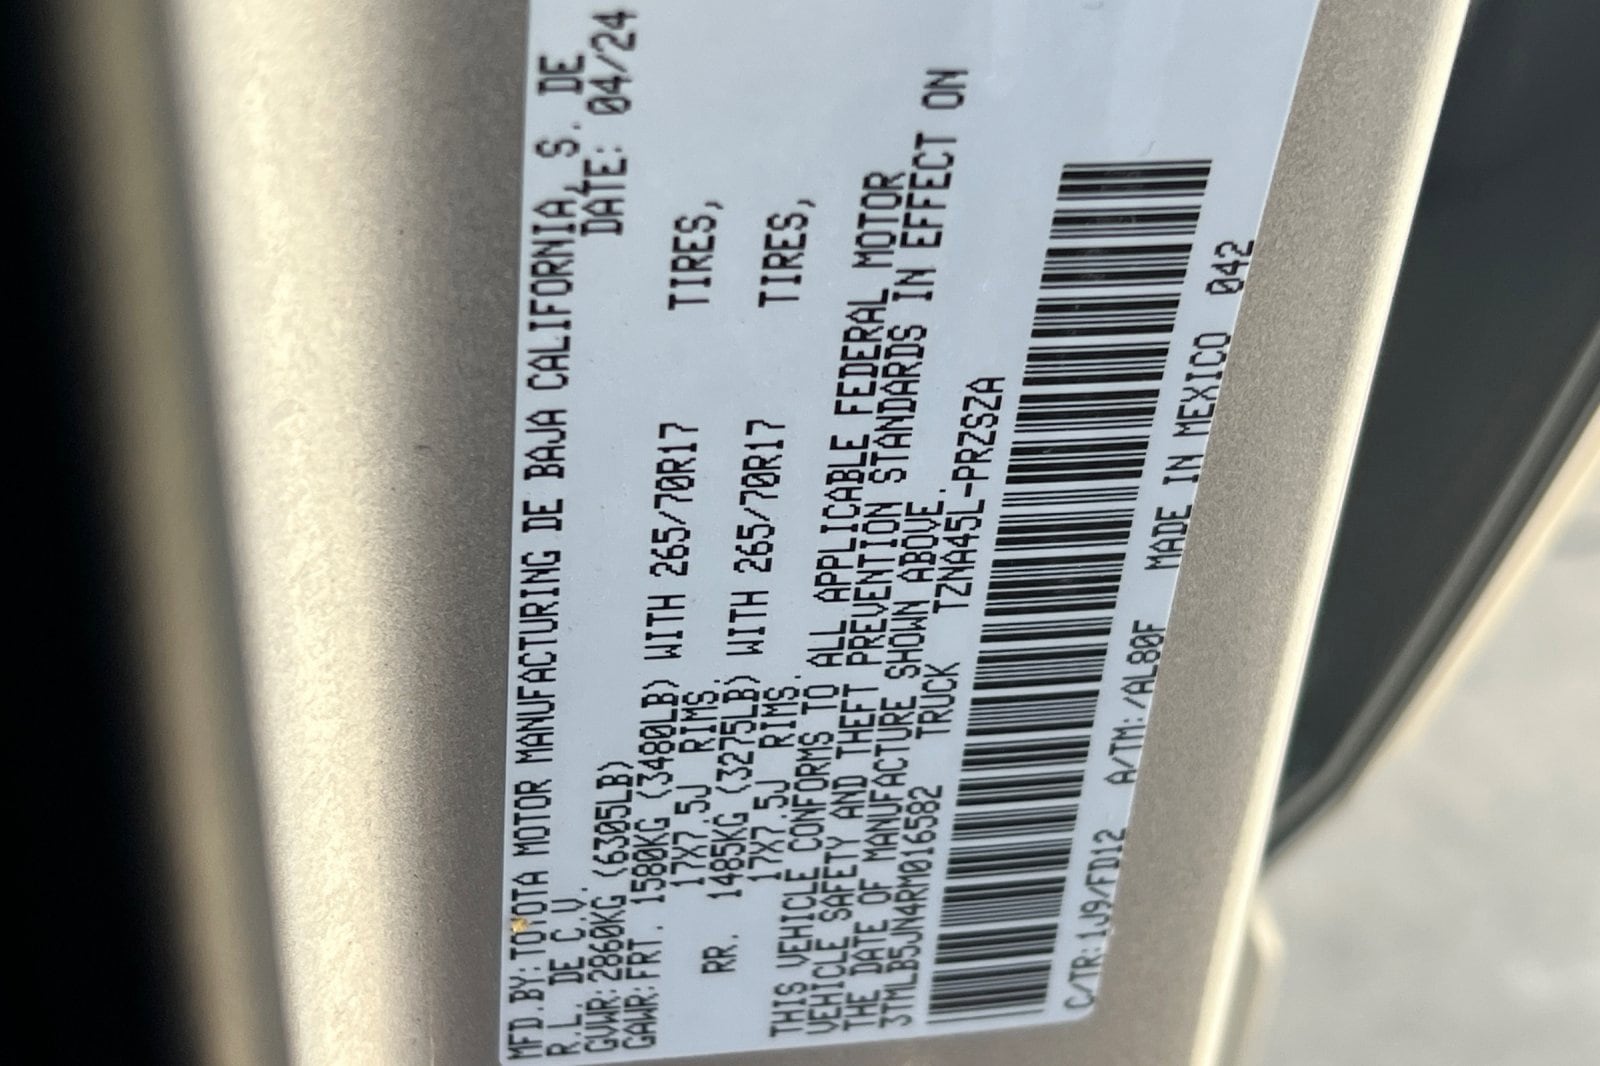 MFD.BY:TOYOTA MOTOR MANUFACTURING DE BAJA CALIFORNIA,S. DE
R.L. DE C.V. DATE: 04/24
GVWR:2860KG (6305LB)
GAWR:FRT. 1580KG (3480LB) WITH 265/70R17 TIRES,
17X7.5J RIMS.
RR. 1485KG (3275LB) WITH 265/70R17 TIRES,
17X7.5J RIMS.
THIS VEHICLE CONFORMS TO ALL APPLICABLE FEDERAL MOTOR
VEHICLE SAFETY AND THEFT PREVENTION STANDARDS IN EFFECT ON
THE DATE OF MANUFACTURE SHOWN ABOVE.
3TMLB5JN4RM016582 TRUCK TZNA45L-PRZSZA
C/TR:1J9/FD12 A/TM:/AL80F MADE IN MEXICO 042